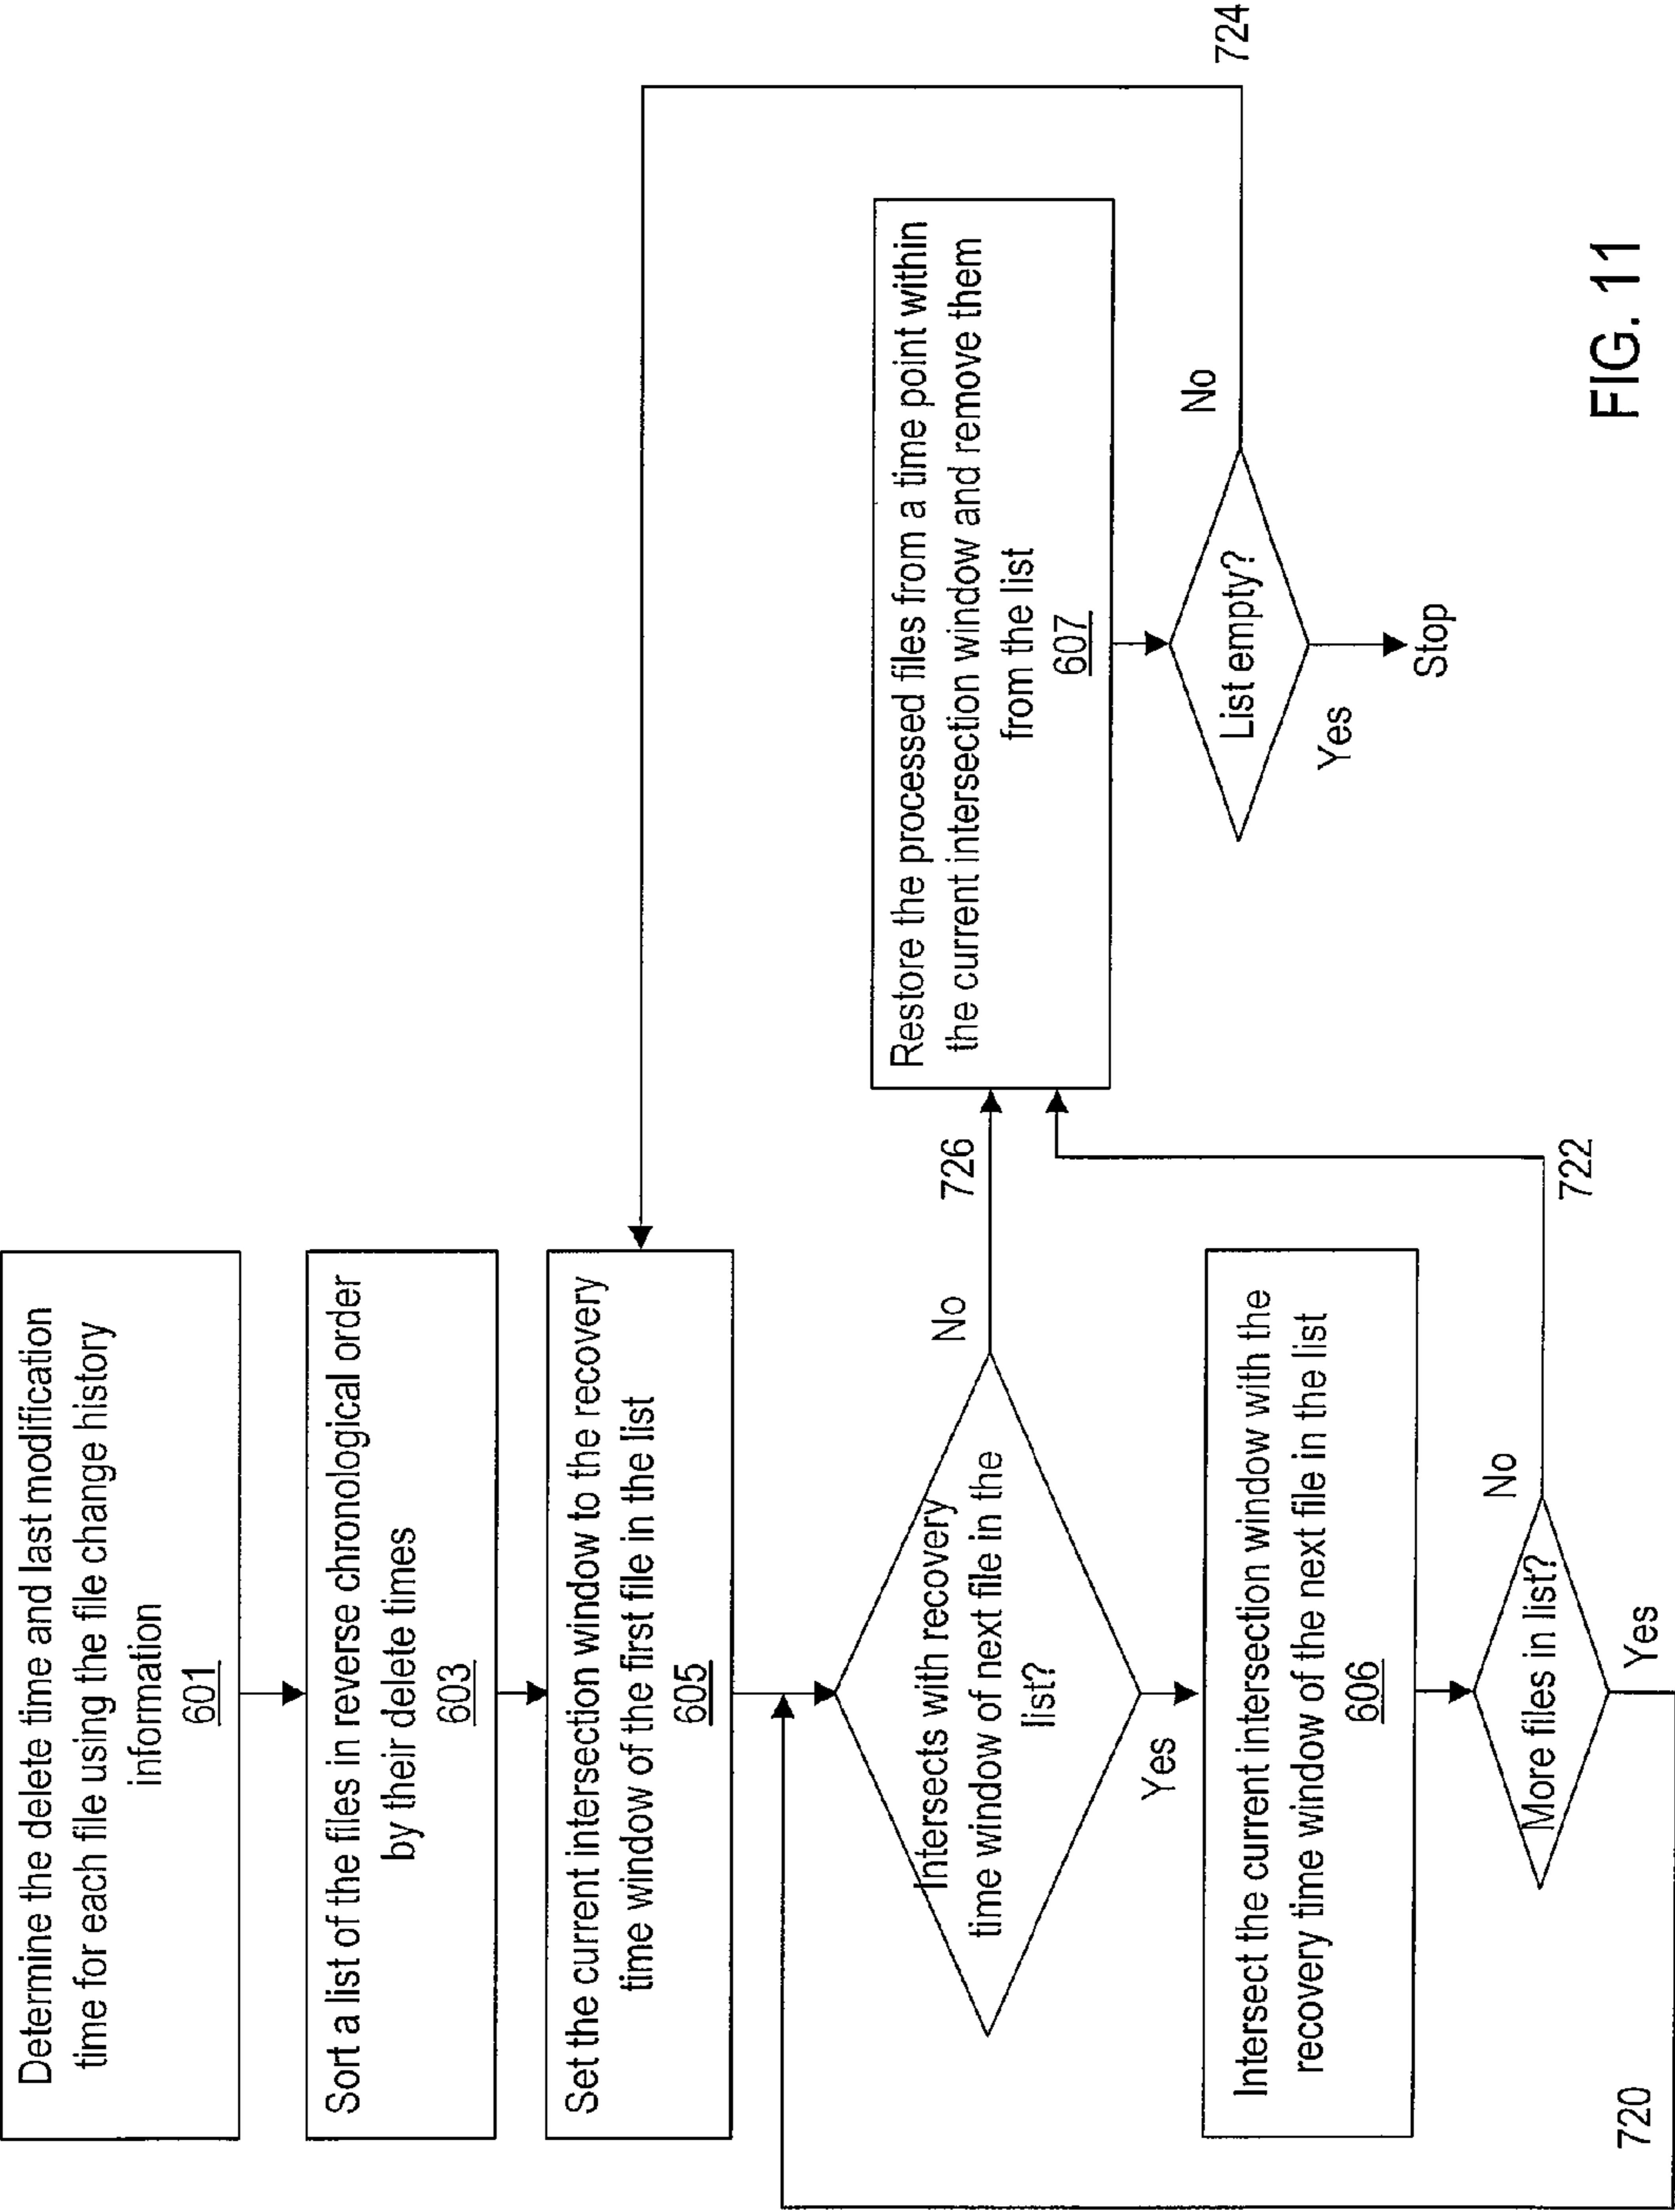 Determine the delete time and last modification
time for each file using the file change history
information
601
Sort a list of the files in reverse chronological order
by their delete times
603
Set the current intersection window to the recovery
time window of the first file in the list
605
Intersects with recovery
time window of next file in the
list?
No
726
Yes
Intersect the current intersection window with the
recovery time window of the next file in the list
606
More files in list?
No
722
Yes
720
Restore the processed files from a time point within
the current intersection window and remove them
from the list
607
List empty?
No
724
Yes
Stop
FIG. 11